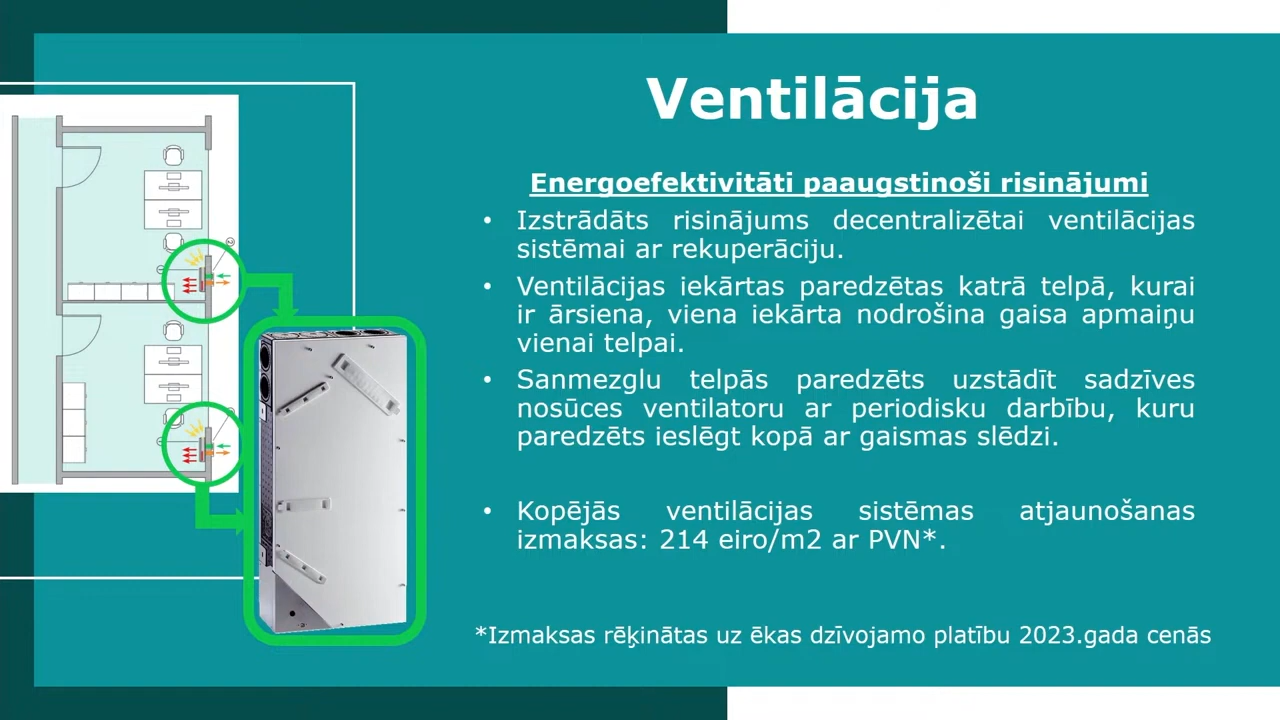 Ventilācija
Energoefektivitāti paaugstinoši risinājumi
• Izstrādāts risinājums decentralizētai ventilācijas
sistēmai ar rekuperāciju.
• Ventilācijas iekārtas paredzētas katrā telpā, kurai
ir ārsiena, viena iekārta nodrošina gaisa apmaiņu
vienai telpai.
• Sanmezglu telpās paredzēts uzstādīt sadzīves
nosūces ventilatoru ar periodisku darbību, kuru
paredzēts ieslēgt kopā ar gaismas slēdzi.
• Kopējās ventilācijas sistēmas atjaunošanas
izmaksas: 214 eiro/m2 ar PVN*.
*Izmaksas rēķinātas uz ēkas dzīvojamo platību 2023.gada cenās